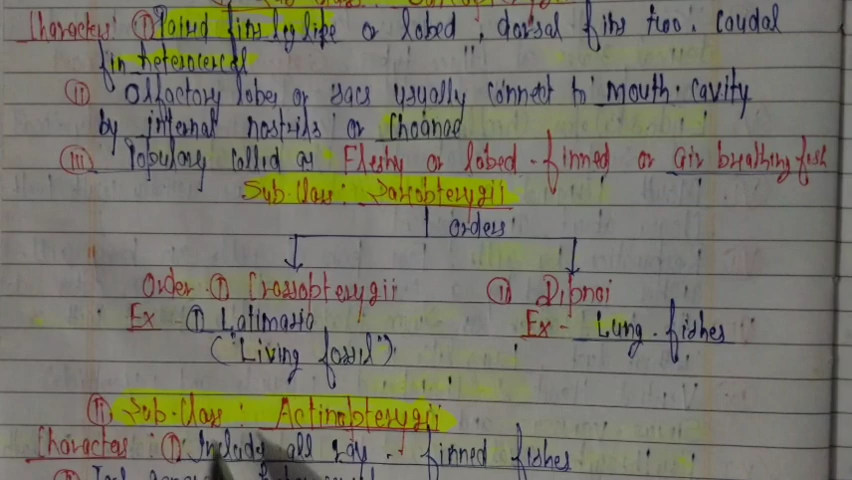 Characters: ① Paired fins leg like or lobed, dorsal fins two. Caudal
fin heterocercal
ii Olfactory lobes or sacs usually connect to mouth cavity
by internal nostrils or Choanae
iii Popularly called as Fleshy or lobed-finned or air breathing fish
Sub-Class: Sarcopterygii
orders
Order ① Crossopterygii ii Dipnoi
Ex - ① Latimaria Ex - Lung-fishes
("Living fossil")
ii Sub-Class: Actinopterygii
Characters: ① Include all ray-finned fishes